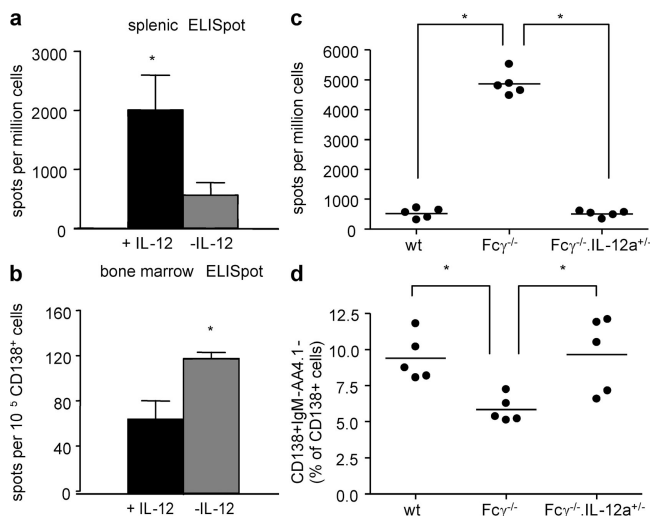 a
splenic ELISpot
spots per million cells
3000
2000
1000
0
*
+ IL-12
-IL-12
b
bone marrow ELISpot
spots per 10 5 CD138+ cells
160
120
80
40
0
*
+ IL-12
-IL-12
c
spots per million cells
6000
5000
4000
3000
2000
1000
0
*
*
wt
Fcγ-/-
Fcγ-/-.IL-12a+/-
d
CD138+IgM-AA4.1-
(% of CD138+ cells)
12.5
10.0
7.5
5.0
2.5
0.0
*
*
wt
Fcγ-/-
Fcγ-/-.IL-12a+/-